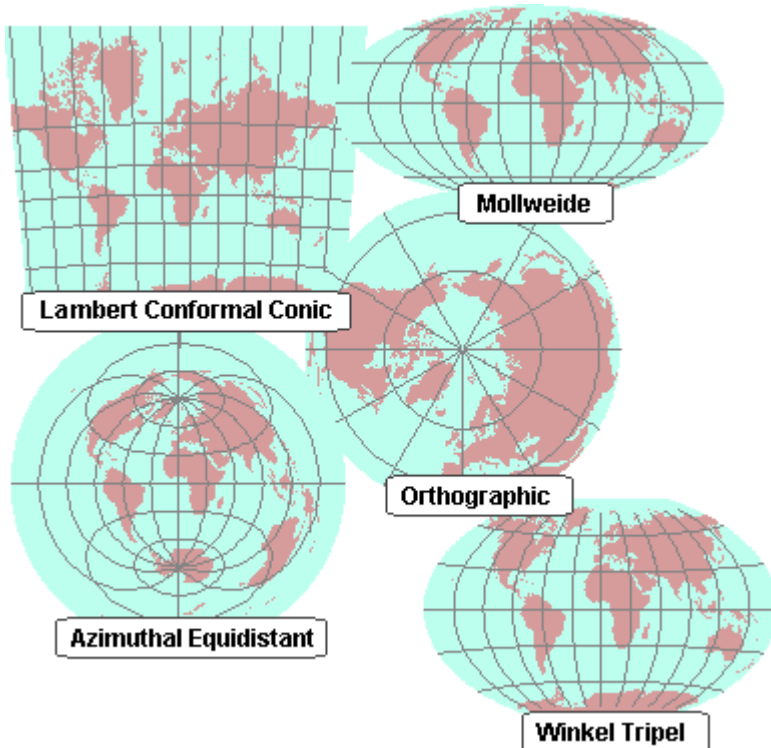 Mollweide
Lambert Conformal Conic
Orthographic
Azimuthal Equidistant
Winkel Tripel